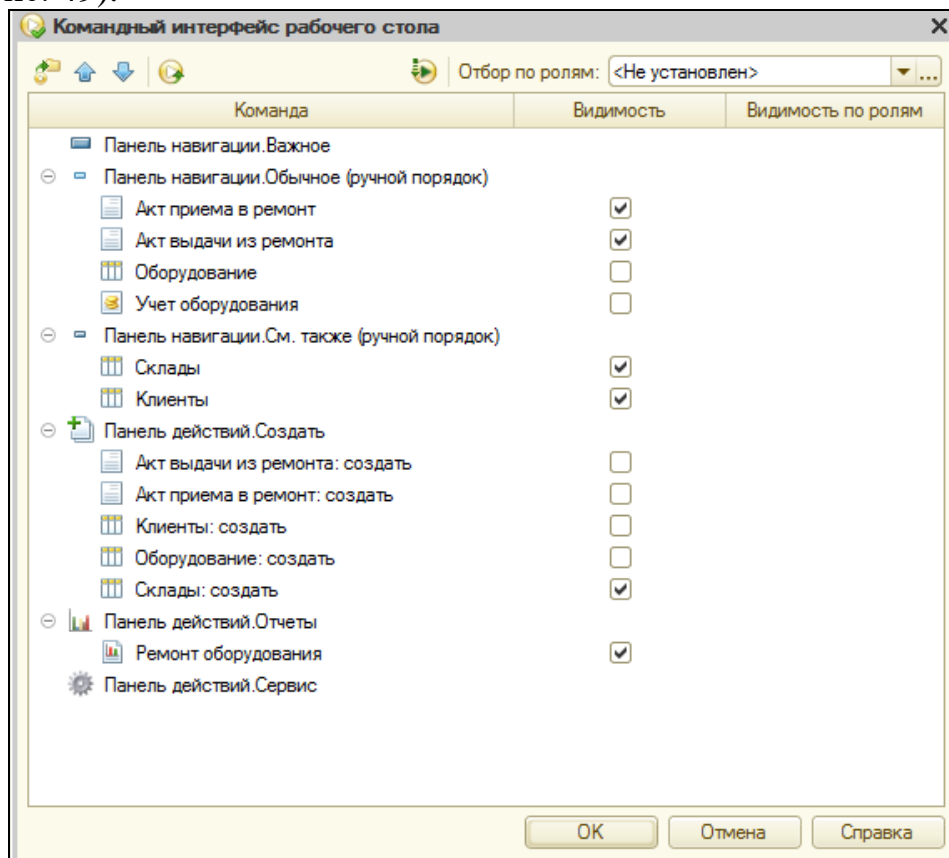 Командный интерфейс рабочего стола
Отбор по ролям: <Не установлен>
Команда Видимость Видимость по ролям
Панель навигации.Важное
Панель навигации.Обычное (ручной порядок)
Акт приема в ремонт
Акт выдачи из ремонта
Оборудование
Учет оборудования
Панель навигации.См. также (ручной порядок)
Склады
Клиенты
Панель действий.Создать
Акт выдачи из ремонта: создать
Акт приема в ремонт: создать
Клиенты: создать
Оборудование: создать
Склады: создать
Панель действий.Отчеты
Ремонт оборудования
Панель действий.Сервис
ОК Отмена Справка